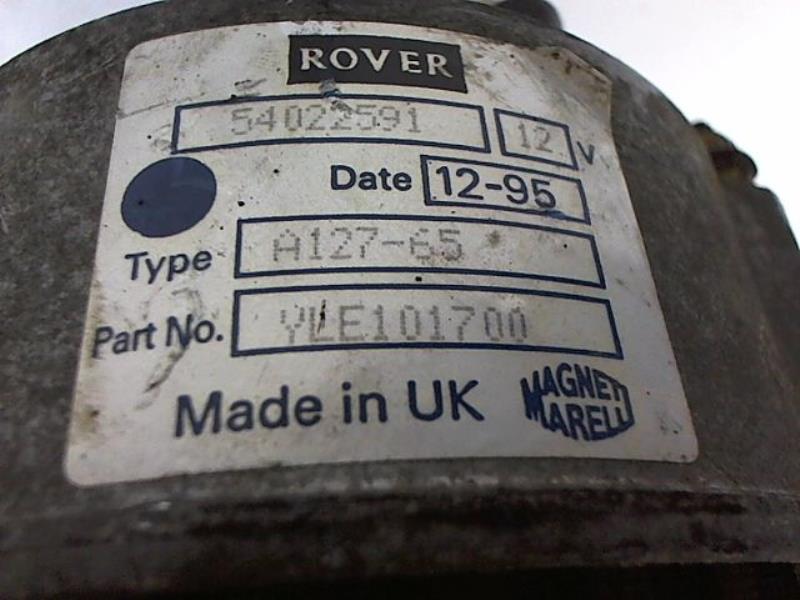 ROVER
54022591 12 V
Date 12-95
Type A127-65
Part No. YLE101700
Made in UK
MAGNETI
MARELLI